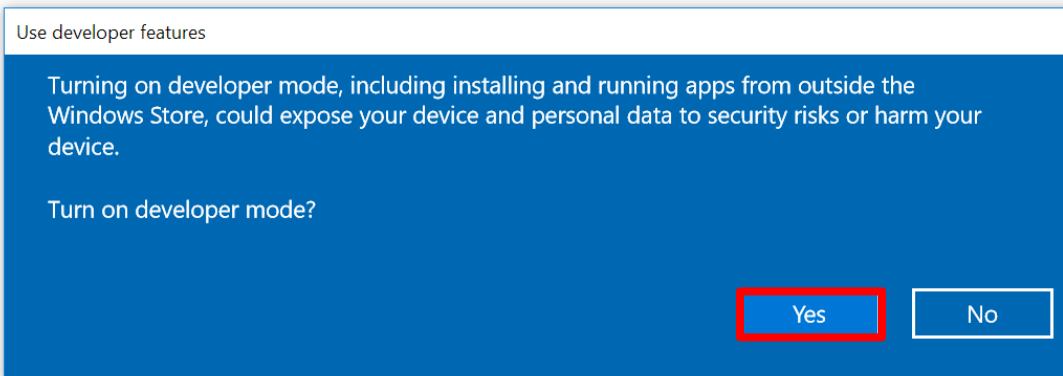 Use developer features
Turning on developer mode, including installing and running apps from outside the
Windows Store, could expose your device and personal data to security risks or harm your
device.
Turn on developer mode?
Yes No